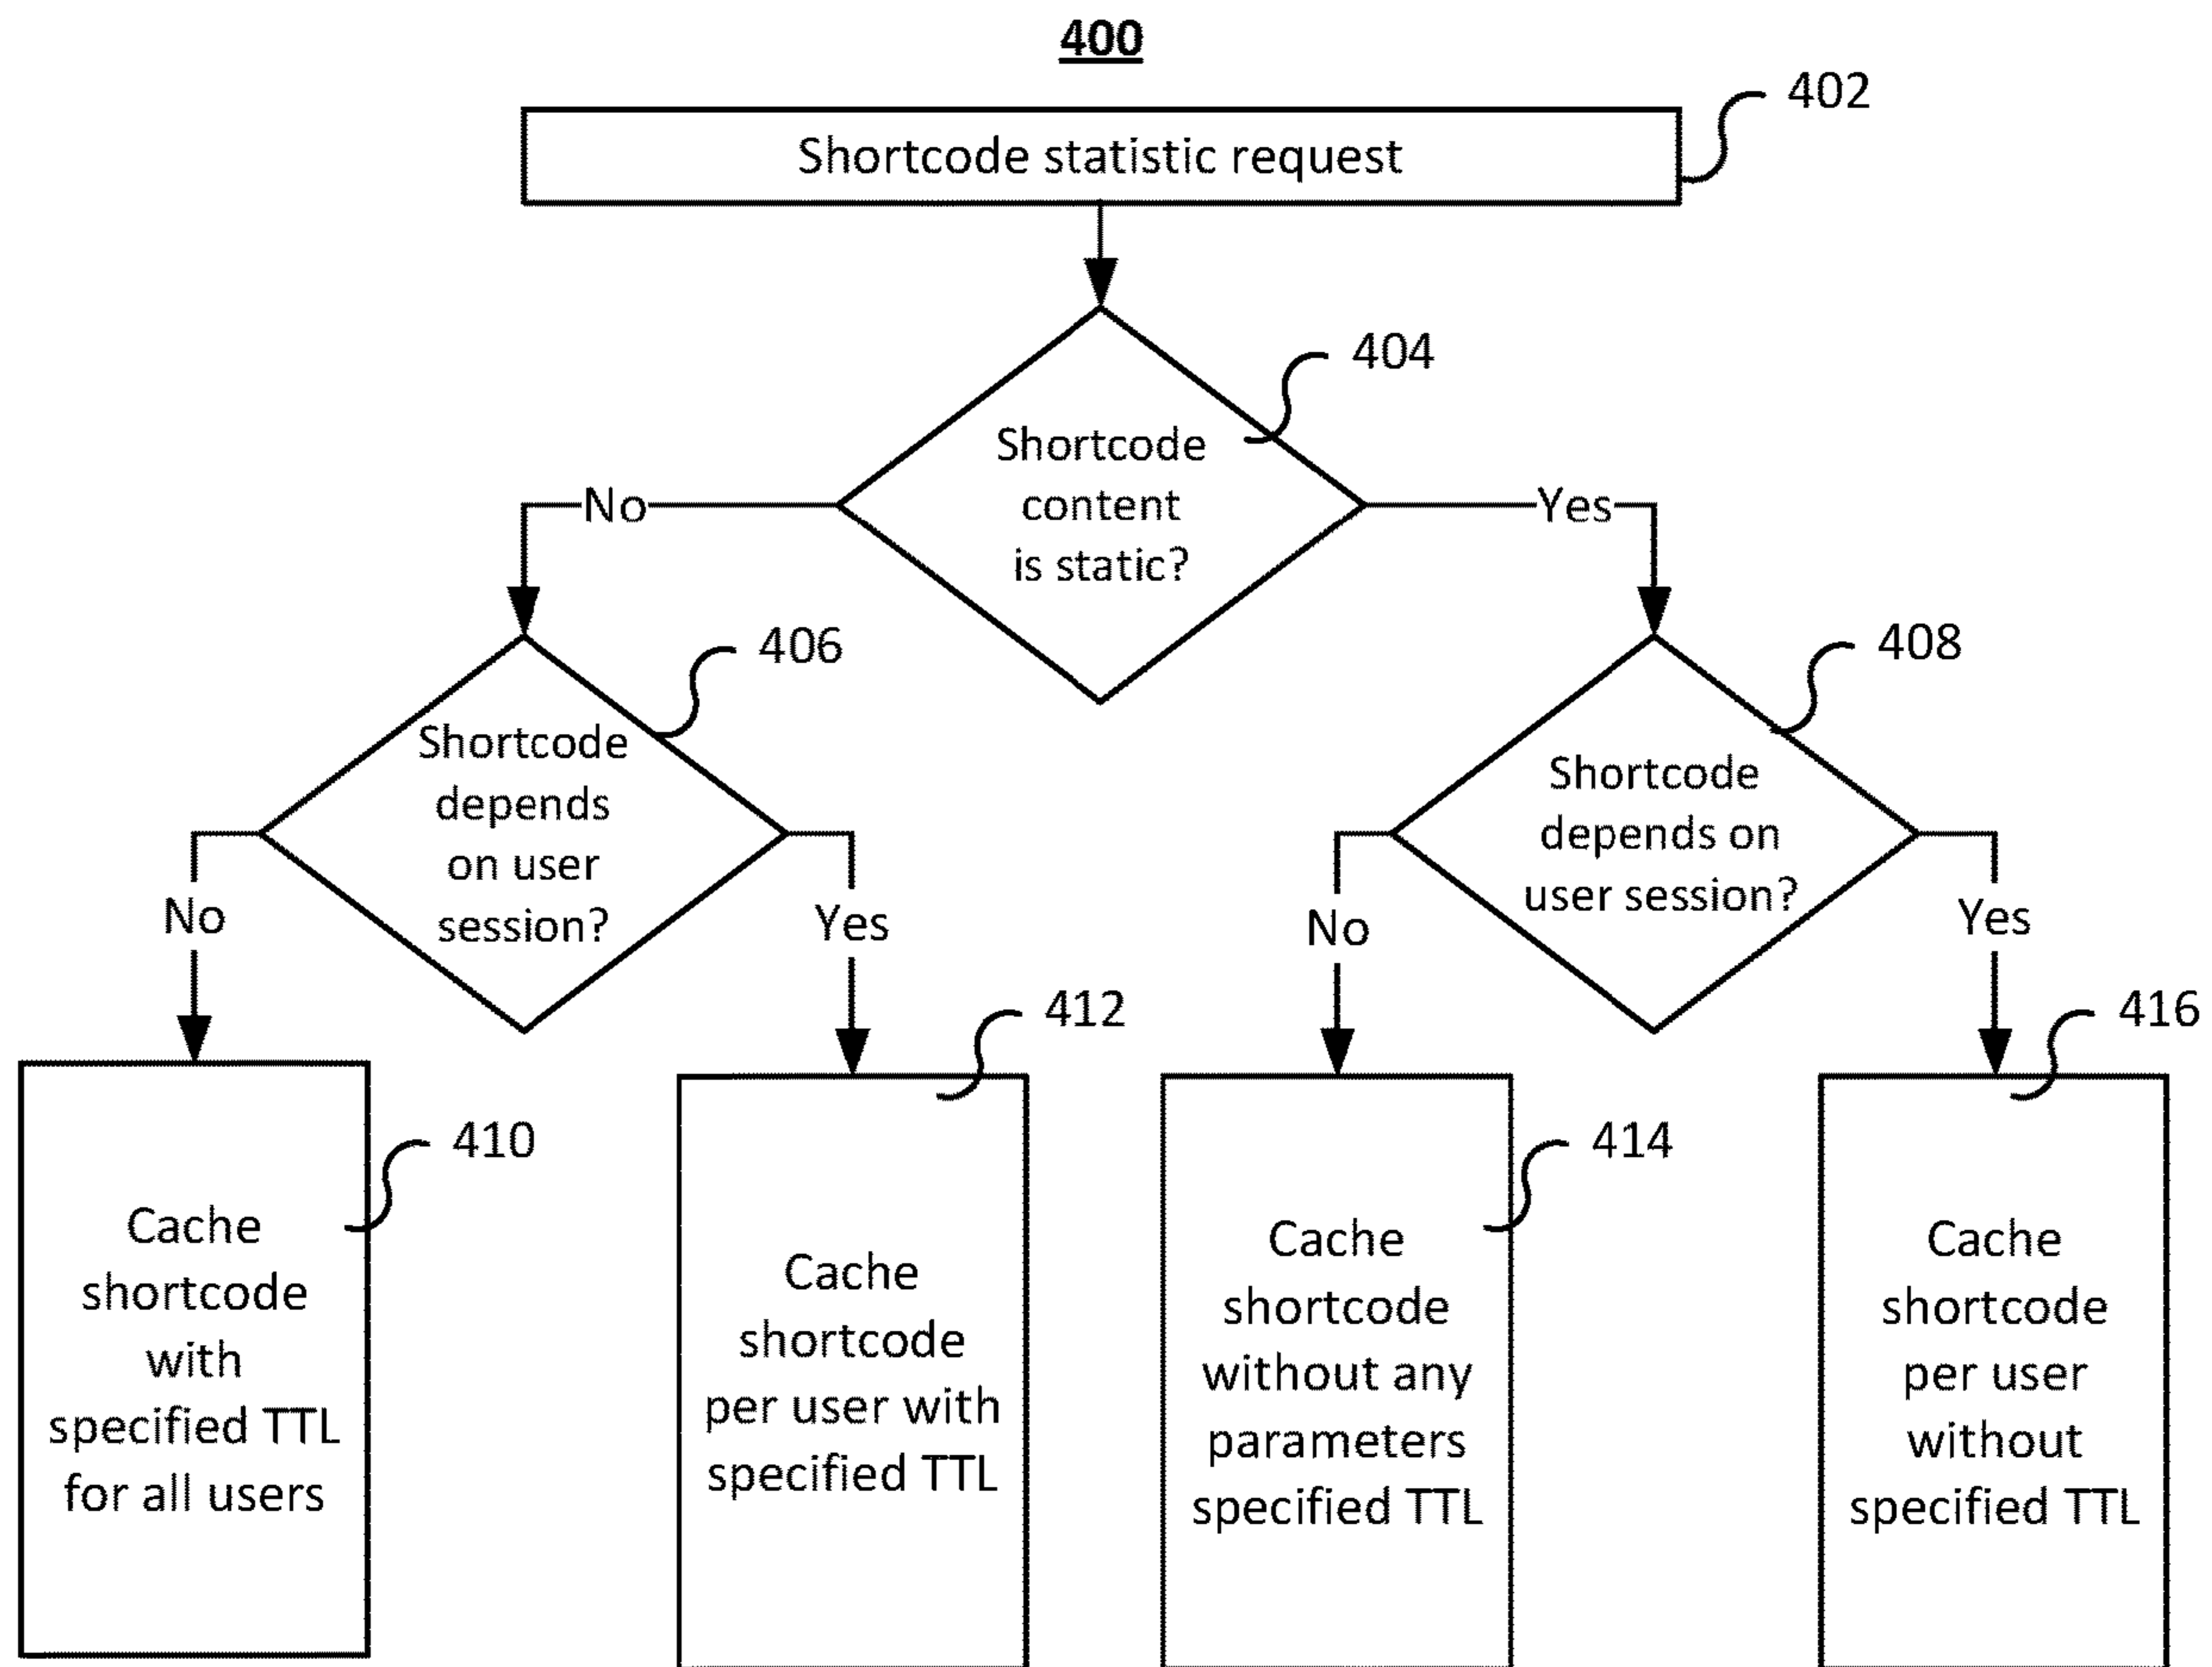 400
402
Shortcode statistic request
404
Shortcode
content
is static?
No
Yes
406
Shortcode
depends
on user
session?
408
Shortcode
depends on
user session?
No
Yes
No
Yes
410
Cache
shortcode
with
specified TTL
for all users
412
Cache
shortcode
per user with
specified TTL
414
Cache
shortcode
without any
parameters
specified TTL
416
Cache
shortcode
per user
without
specified TTL